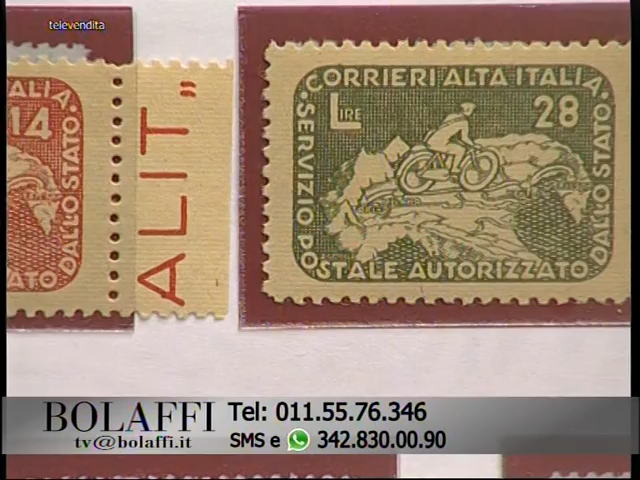 televendita
ALIA
14
DALLO STATO
ATO
ALIT"
CORRIERI ALTA ITALIA
LIRE 28
SERVIZIO POSTALE AUTORIZZATO
DALLO STATO
BOLAFFI
tv@bolaffi.it
Tel: 011.55.76.346
SMS e 342.830.00.90